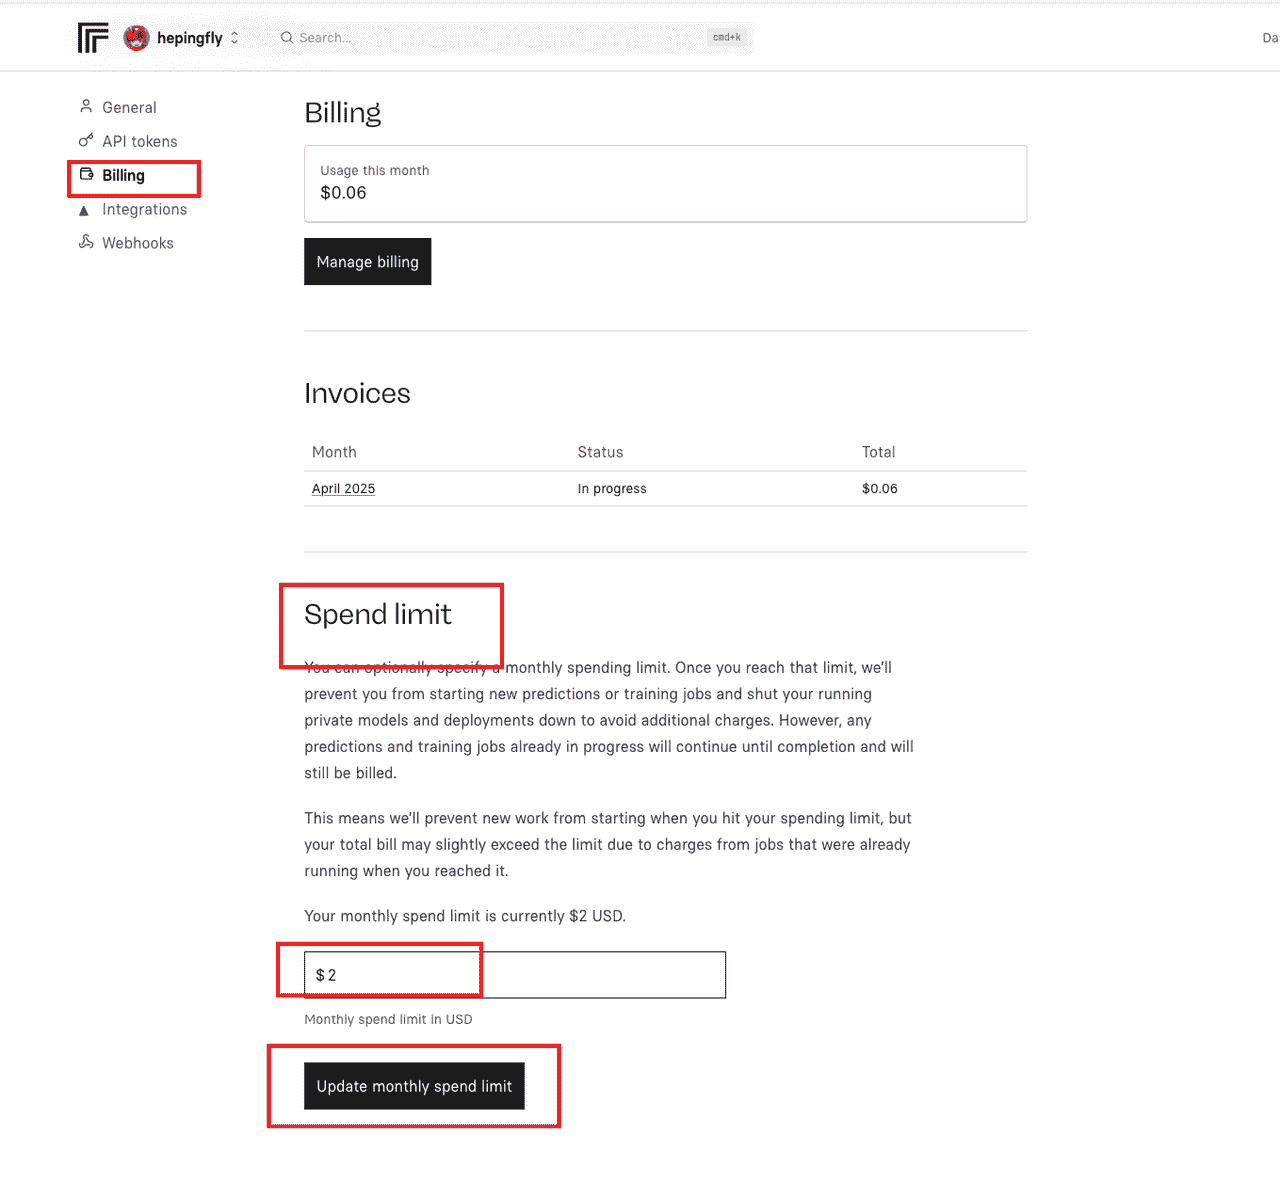 hepingfly
Search...
cmd+k
Da
General
API tokens
Billing
Integrations
Webhooks
Billing
Usage this month
$0.06
Manage billing
Invoices
Month Status Total
April 2025 In progress $0.06
Spend limit
You can optionally specify a monthly spending limit. Once you reach that limit, we'll
prevent you from starting new predictions or training jobs and shut your running
private models and deployments down to avoid additional charges. However, any
predictions and training jobs already in progress will continue until completion and will
still be billed.
This means we'll prevent new work from starting when you hit your spending limit, but
your total bill may slightly exceed the limit due to charges from jobs that were already
running when you reached it.
Your monthly spend limit is currently $2 USD.
$ 2
Monthly spend limit in USD
Update monthly spend limit